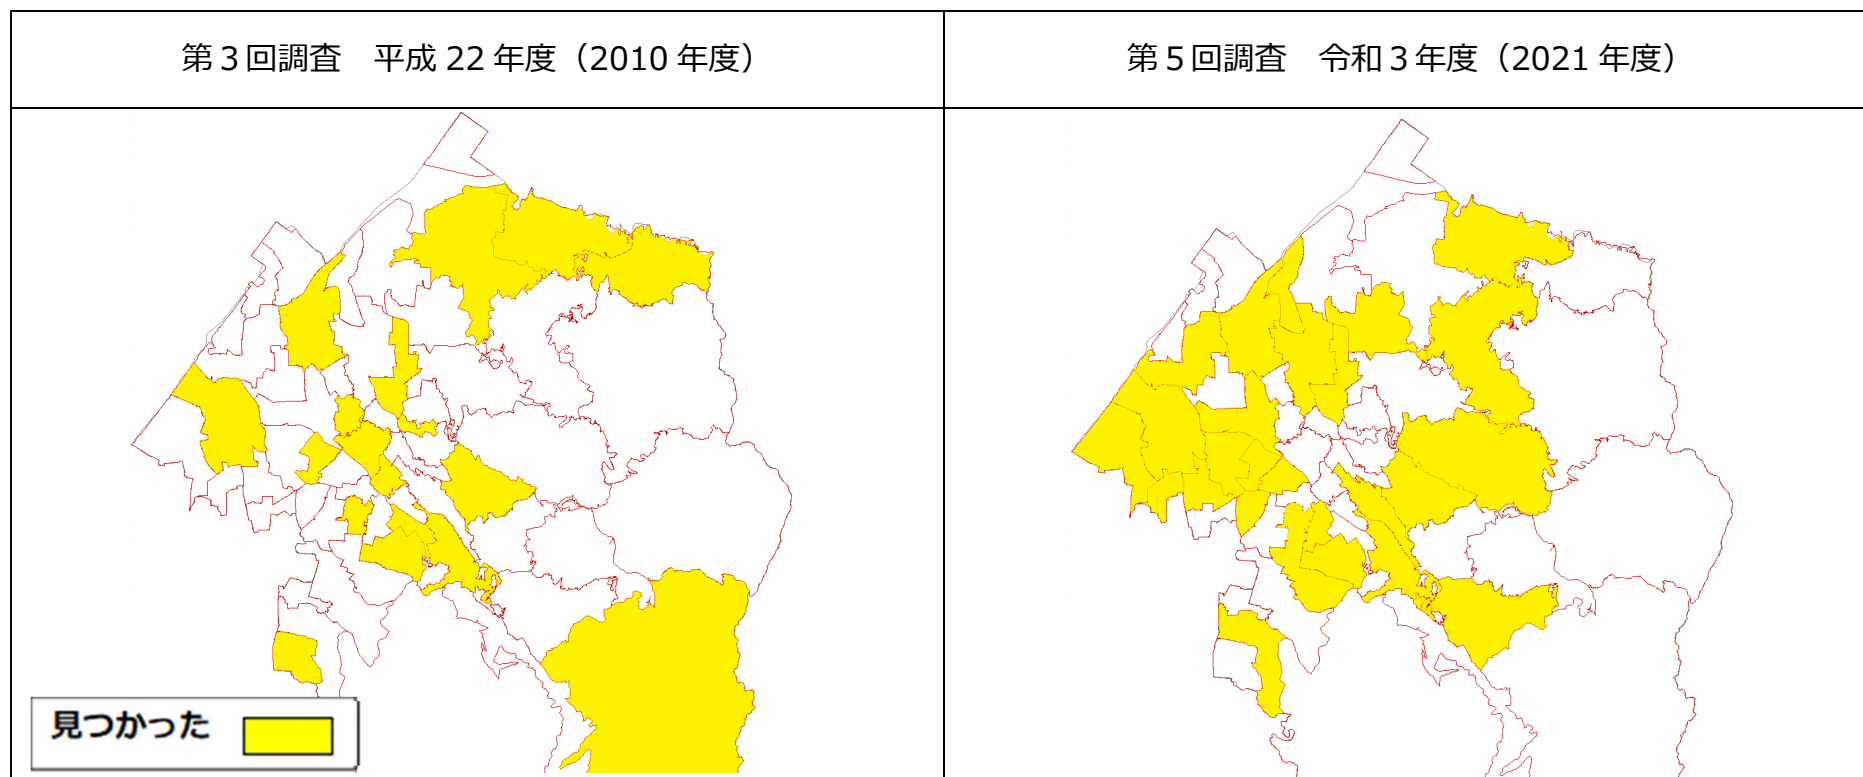 第3回調査　平成 22 年度（2010 年度）
第5回調査　令和3年度（2021 年度）
見つかった